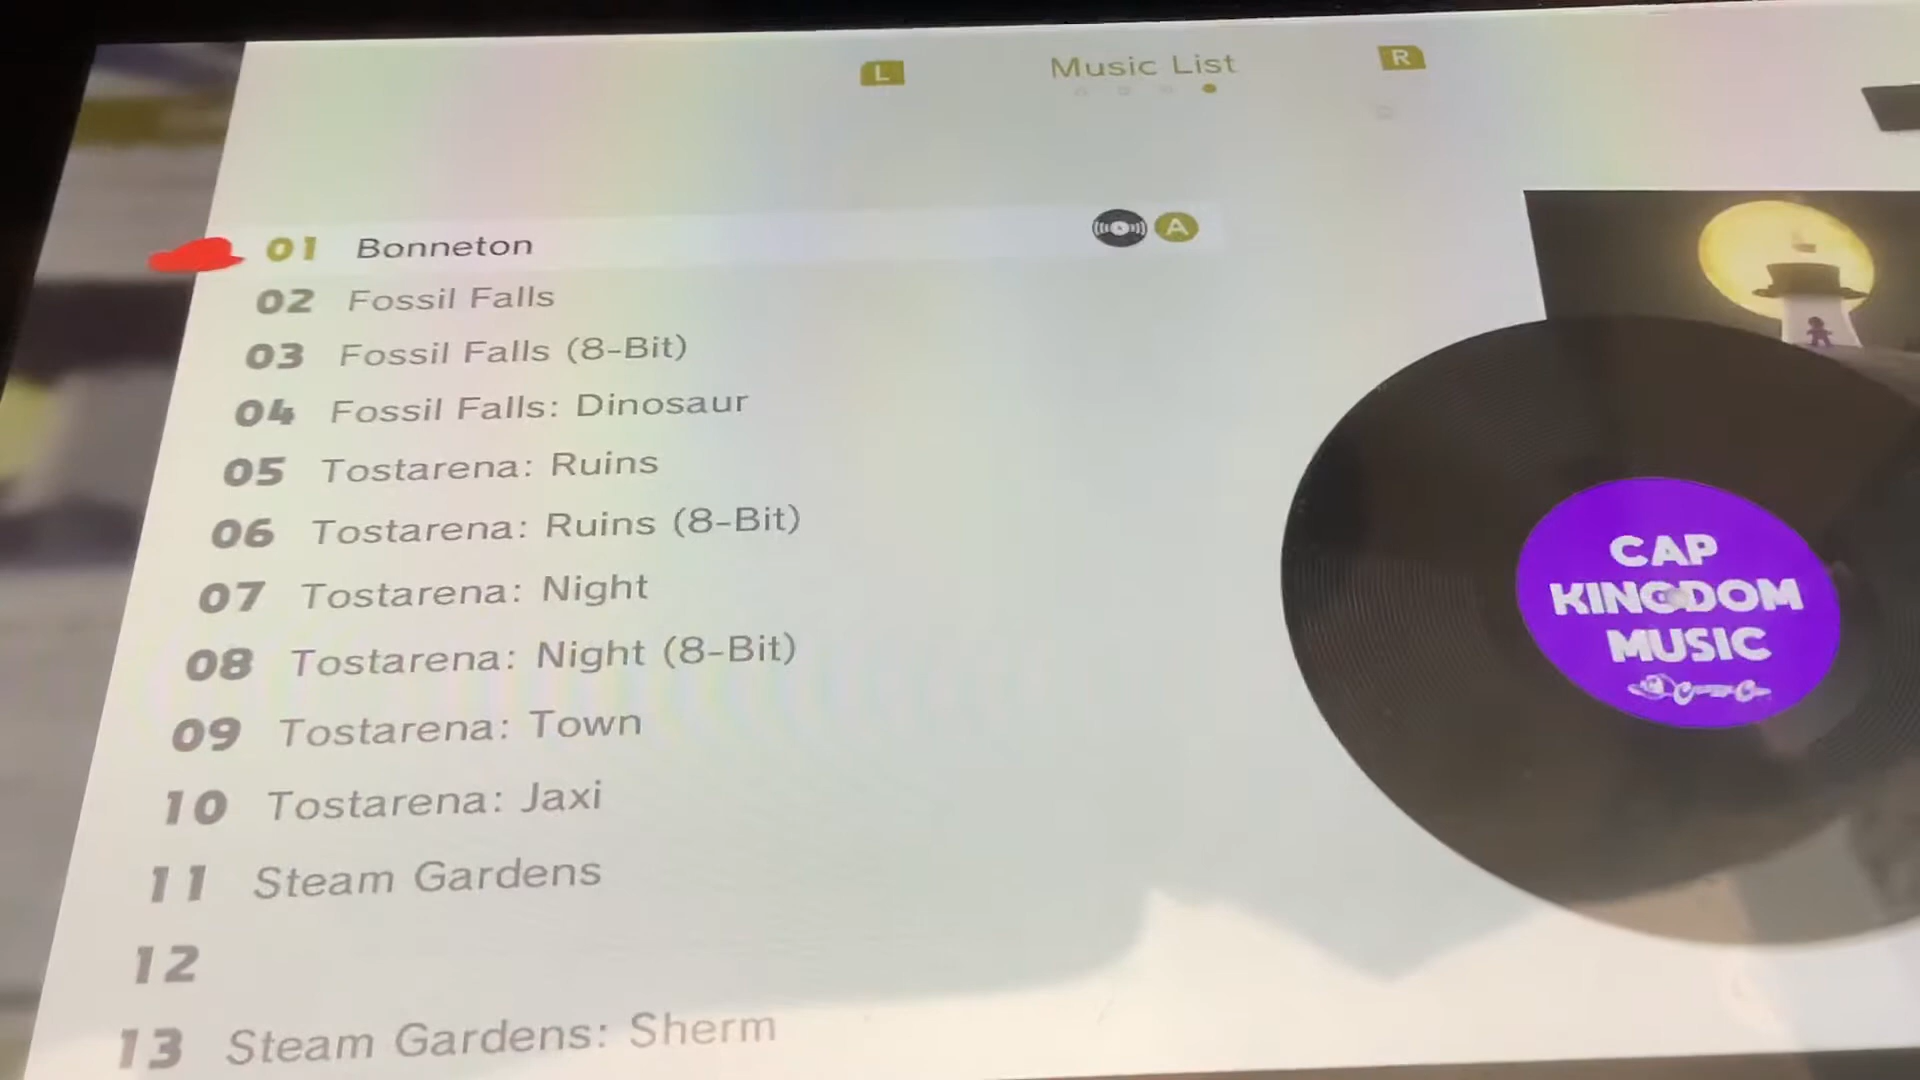 L Music List R
01 Bonneton A
02 Fossil Falls
03 Fossil Falls (8-Bit)
04 Fossil Falls: Dinosaur
05 Tostarena: Ruins
06 Tostarena: Ruins (8-Bit)
07 Tostarena: Night
08 Tostarena: Night (8-Bit)
09 Tostarena: Town
10 Tostarena: Jaxi
11 Steam Gardens
12
13 Steam Gardens: Sherm
CAP
KINGDOM
MUSIC